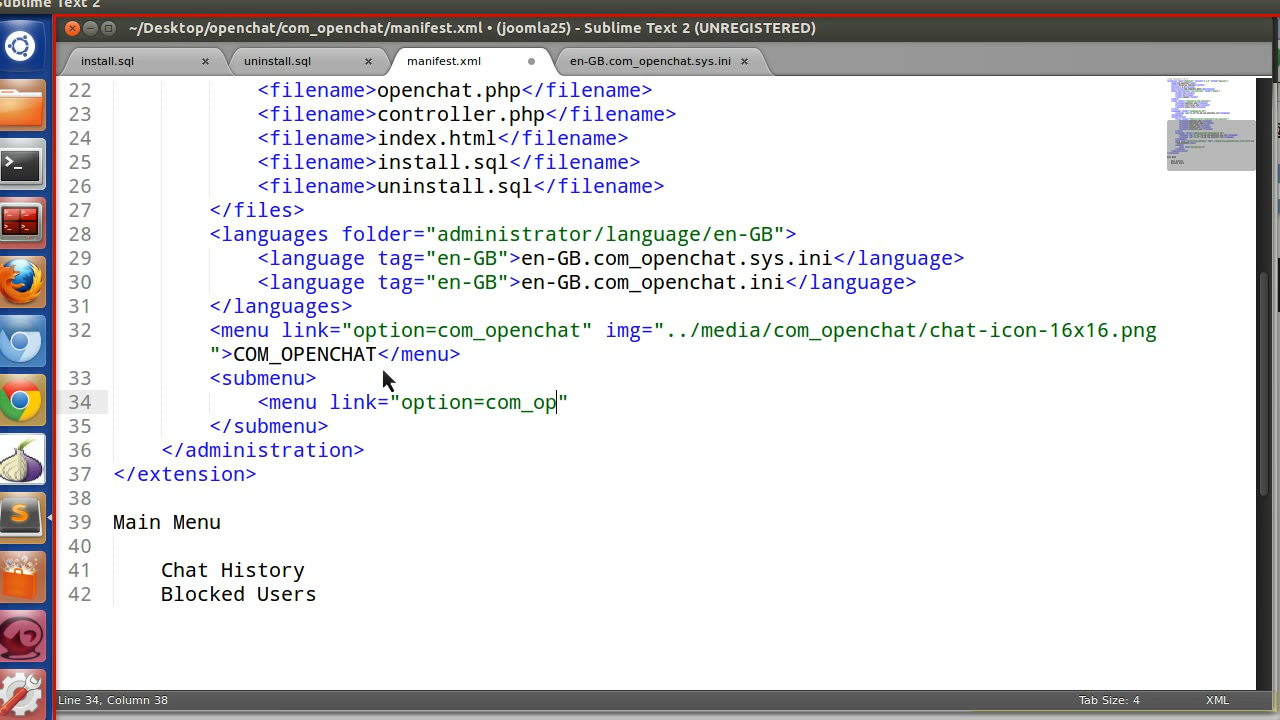 Sublime Text 2
~/Desktop/openchat/com_openchat/manifest.xml • (joomla25) - Sublime Text 2 (UNREGISTERED)
install.sql × uninstall.sql × manifest.xml en-GB.com_openchat.sys.ini ×
22 <filename>openchat.php</filename>
23 <filename>controller.php</filename>
24 <filename>index.html</filename>
25 <filename>install.sql</filename>
26 <filename>uninstall.sql</filename>
27 </files>
28 <languages folder="administrator/language/en-GB">
29 <language tag="en-GB">en-GB.com_openchat.sys.ini</language>
30 <language tag="en-GB">en-GB.com_openchat.ini</language>
31 </languages>
32 <menu link="option=com_openchat" img="../media/com_openchat/chat-icon-16x16.png
">COM_OPENCHAT</menu>
33 <submenu>
34 <menu link="option=com_op"
35 </submenu>
36 </administration>
37 </extension>
38
39 Main Menu
40
41 Chat History
42 Blocked Users
Line 34, Column 38 Tab Size: 4 XML